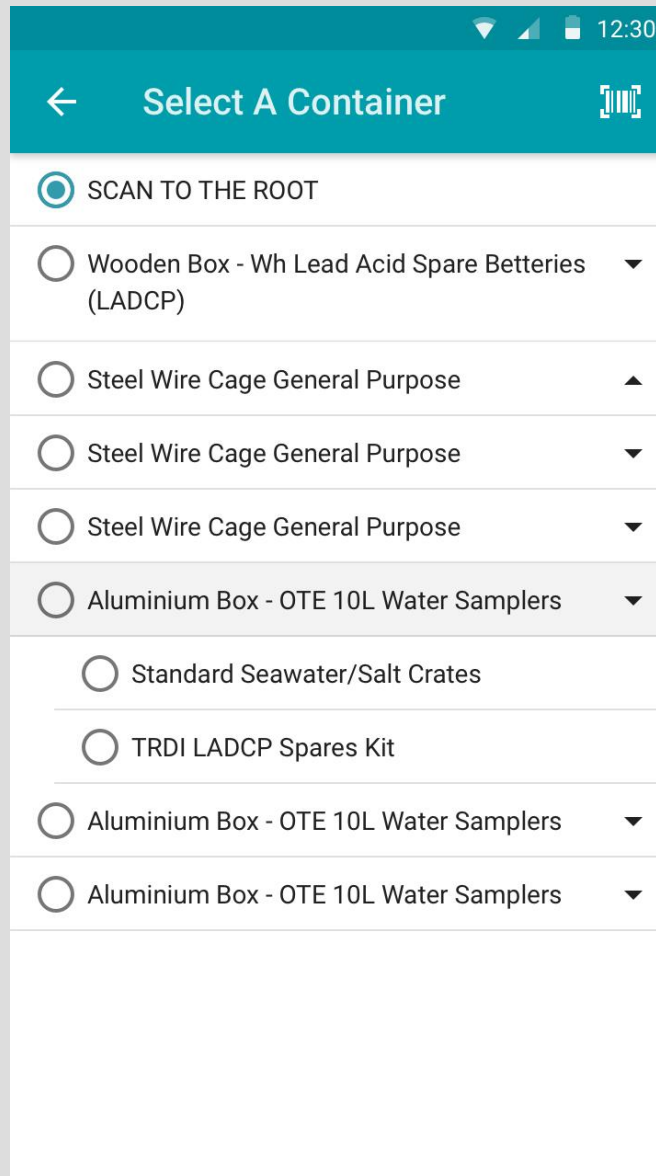 12:30
Select A Container
SCAN TO THE ROOT
Wooden Box - Wh Lead Acid Spare Betteries
(LADCP)
Steel Wire Cage General Purpose
Steel Wire Cage General Purpose
Steel Wire Cage General Purpose
Aluminium Box - OTE 10L Water Samplers
Standard Seawater/Salt Crates
TRDI LADCP Spares Kit
Aluminium Box - OTE 10L Water Samplers
Aluminium Box - OTE 10L Water Samplers